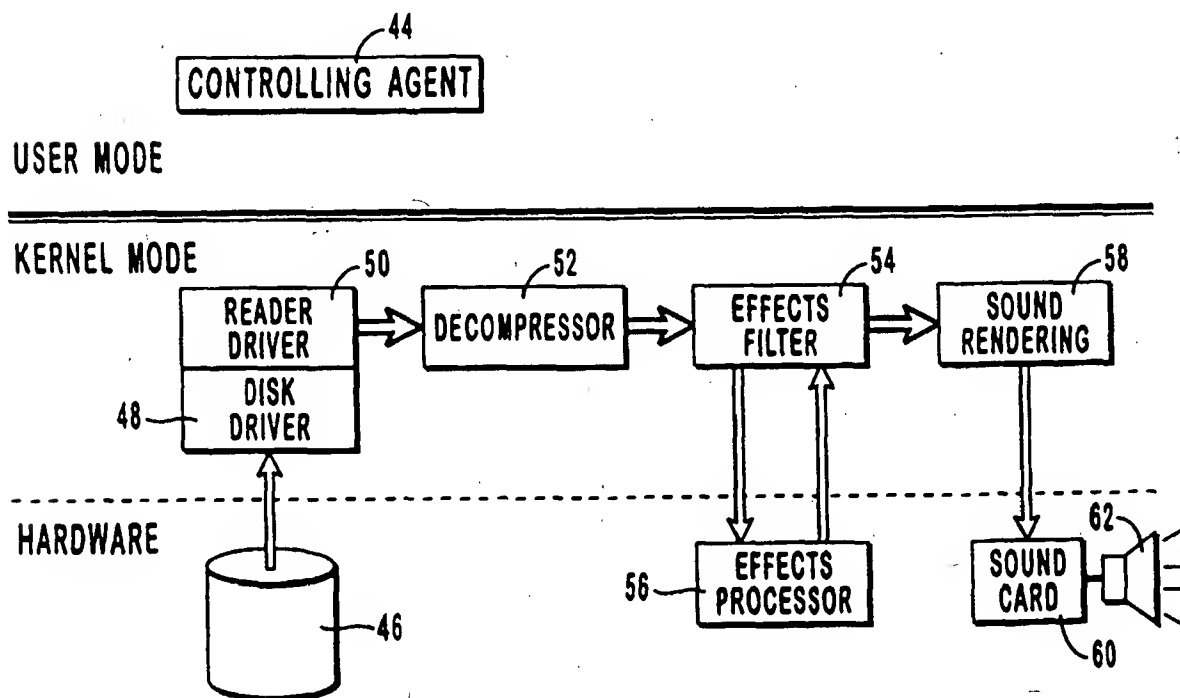 44
CONTROLLING AGENT
USER MODE
KERNEL MODE
50
52
54
58
READER
DRIVER
DECOMPRESSOR
EFFECTS
FILTER
SOUND
RENDERING
48
DISK
DRIVER
HARDWARE
62
56
EFFECTS
PROCESSOR
SOUND
CARD
46
60